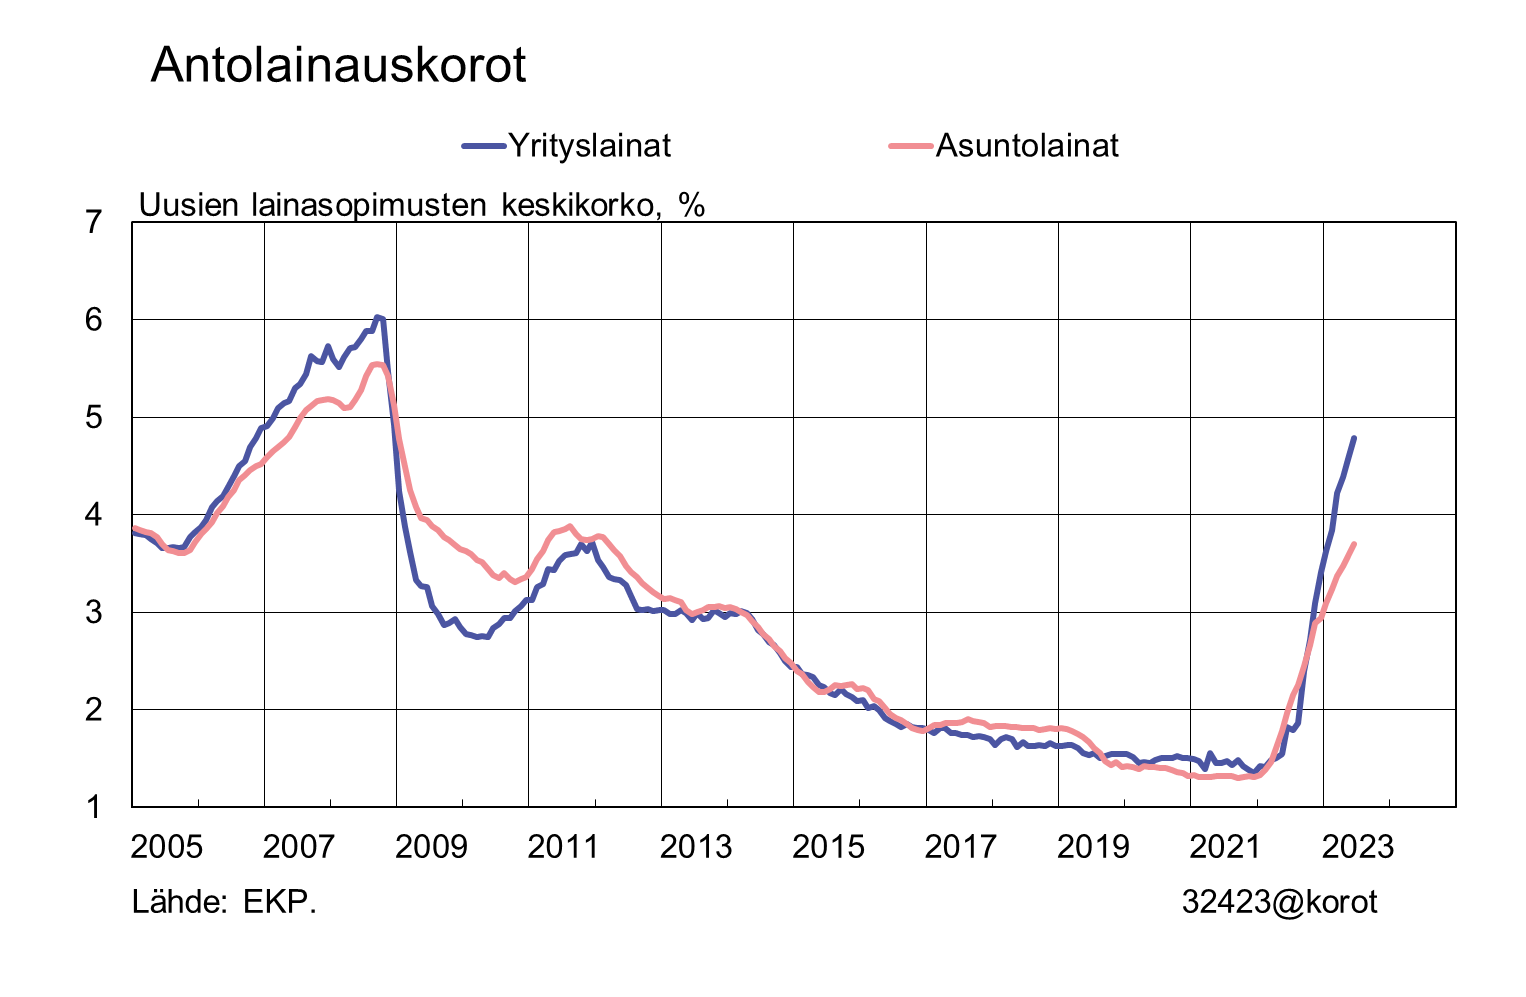 Antolainauskorot
Yrityslainat Asuntolainat
Uusien lainasopimusten keskikorko, %
7
6
5
4
3
2
1
2005 2007 2009 2011 2013 2015 2017 2019 2021 2023
Lähde: EKP. 32423@korot